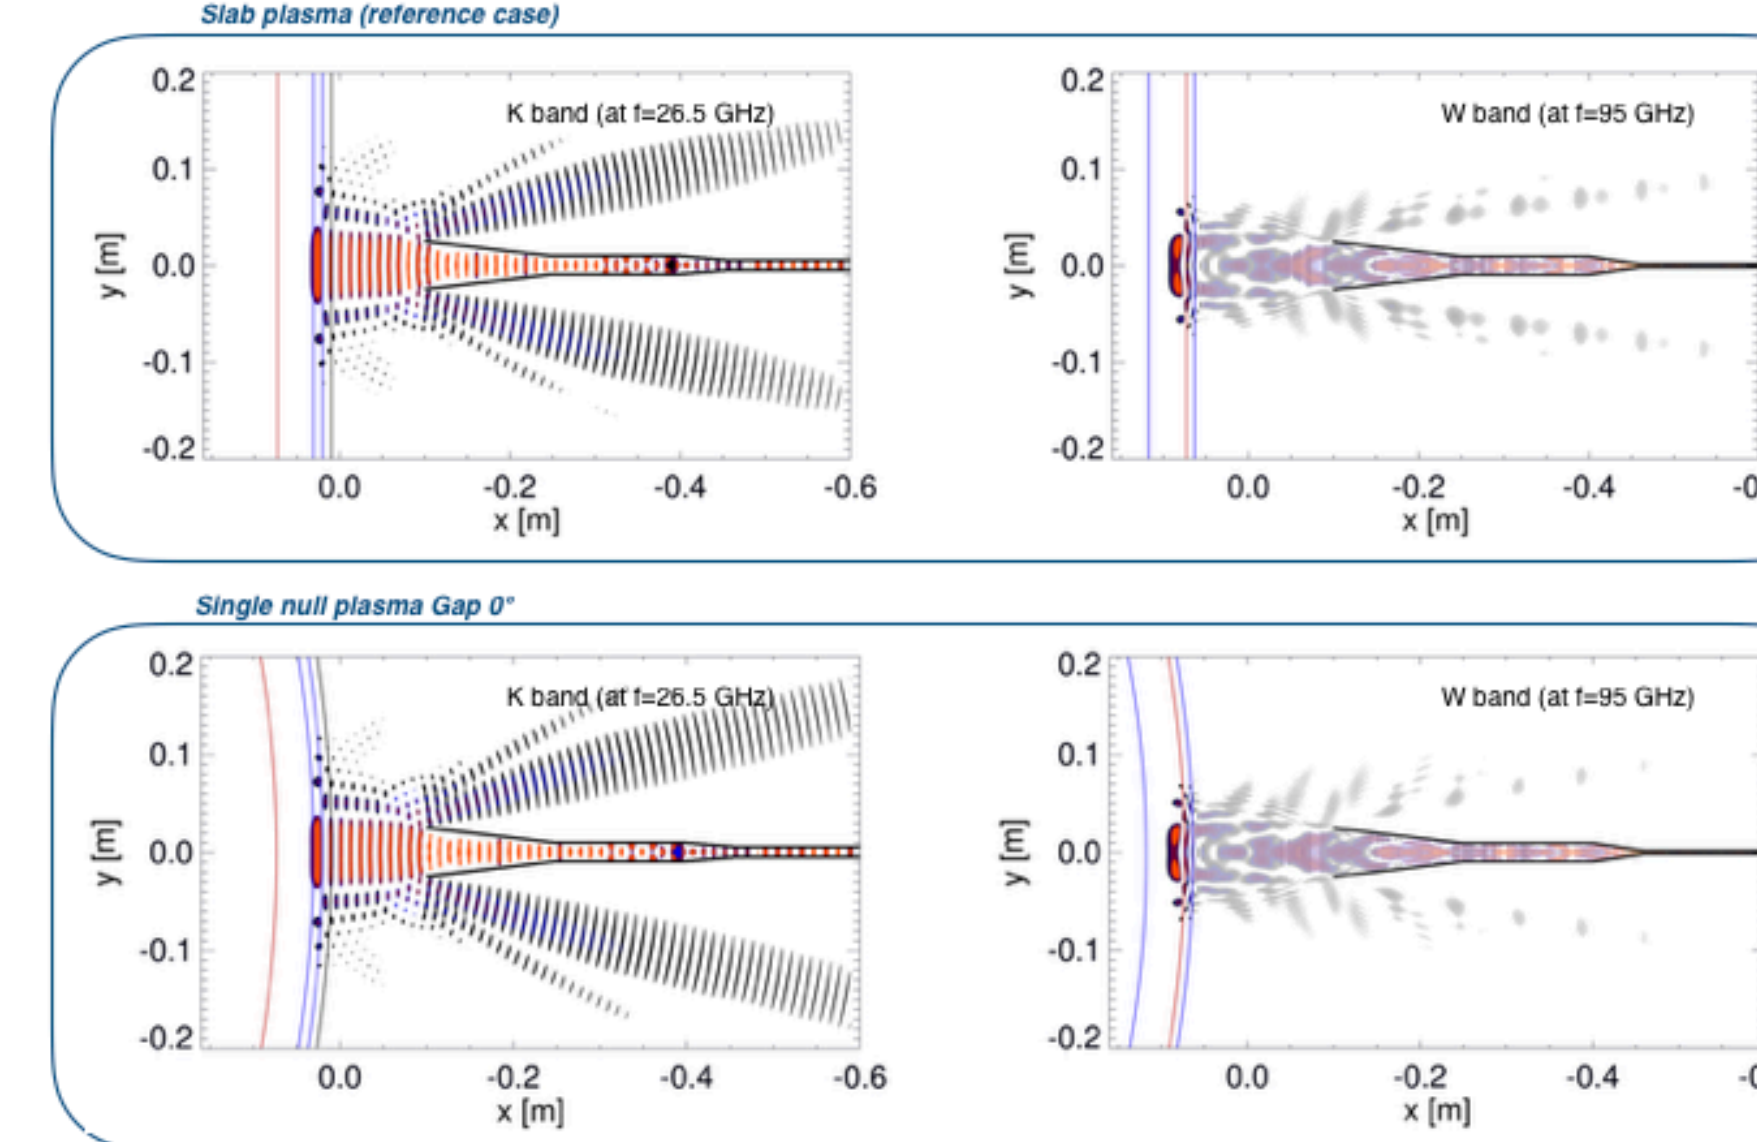 Slab plasma (reference case)
0.2
0.1
0.0
-0.1
-0.2
y [m]
K band (at f=26.5 GHz)
0.0 -0.2 -0.4 -0.6
x [m]
0.2
0.1
0.0
-0.1
-0.2
y [m]
W band (at f=95 GHz)
0.0 -0.2 -0.4 -0
x [m]
Single null plasma Gap 0°
0.2
0.1
0.0
-0.1
-0.2
y [m]
K band (at f=26.5 GHz)
0.0 -0.2 -0.4 -0.6
x [m]
0.2
0.1
0.0
-0.1
-0.2
y [m]
W band (at f=95 GHz)
0.0 -0.2 -0.4 -0
x [m]